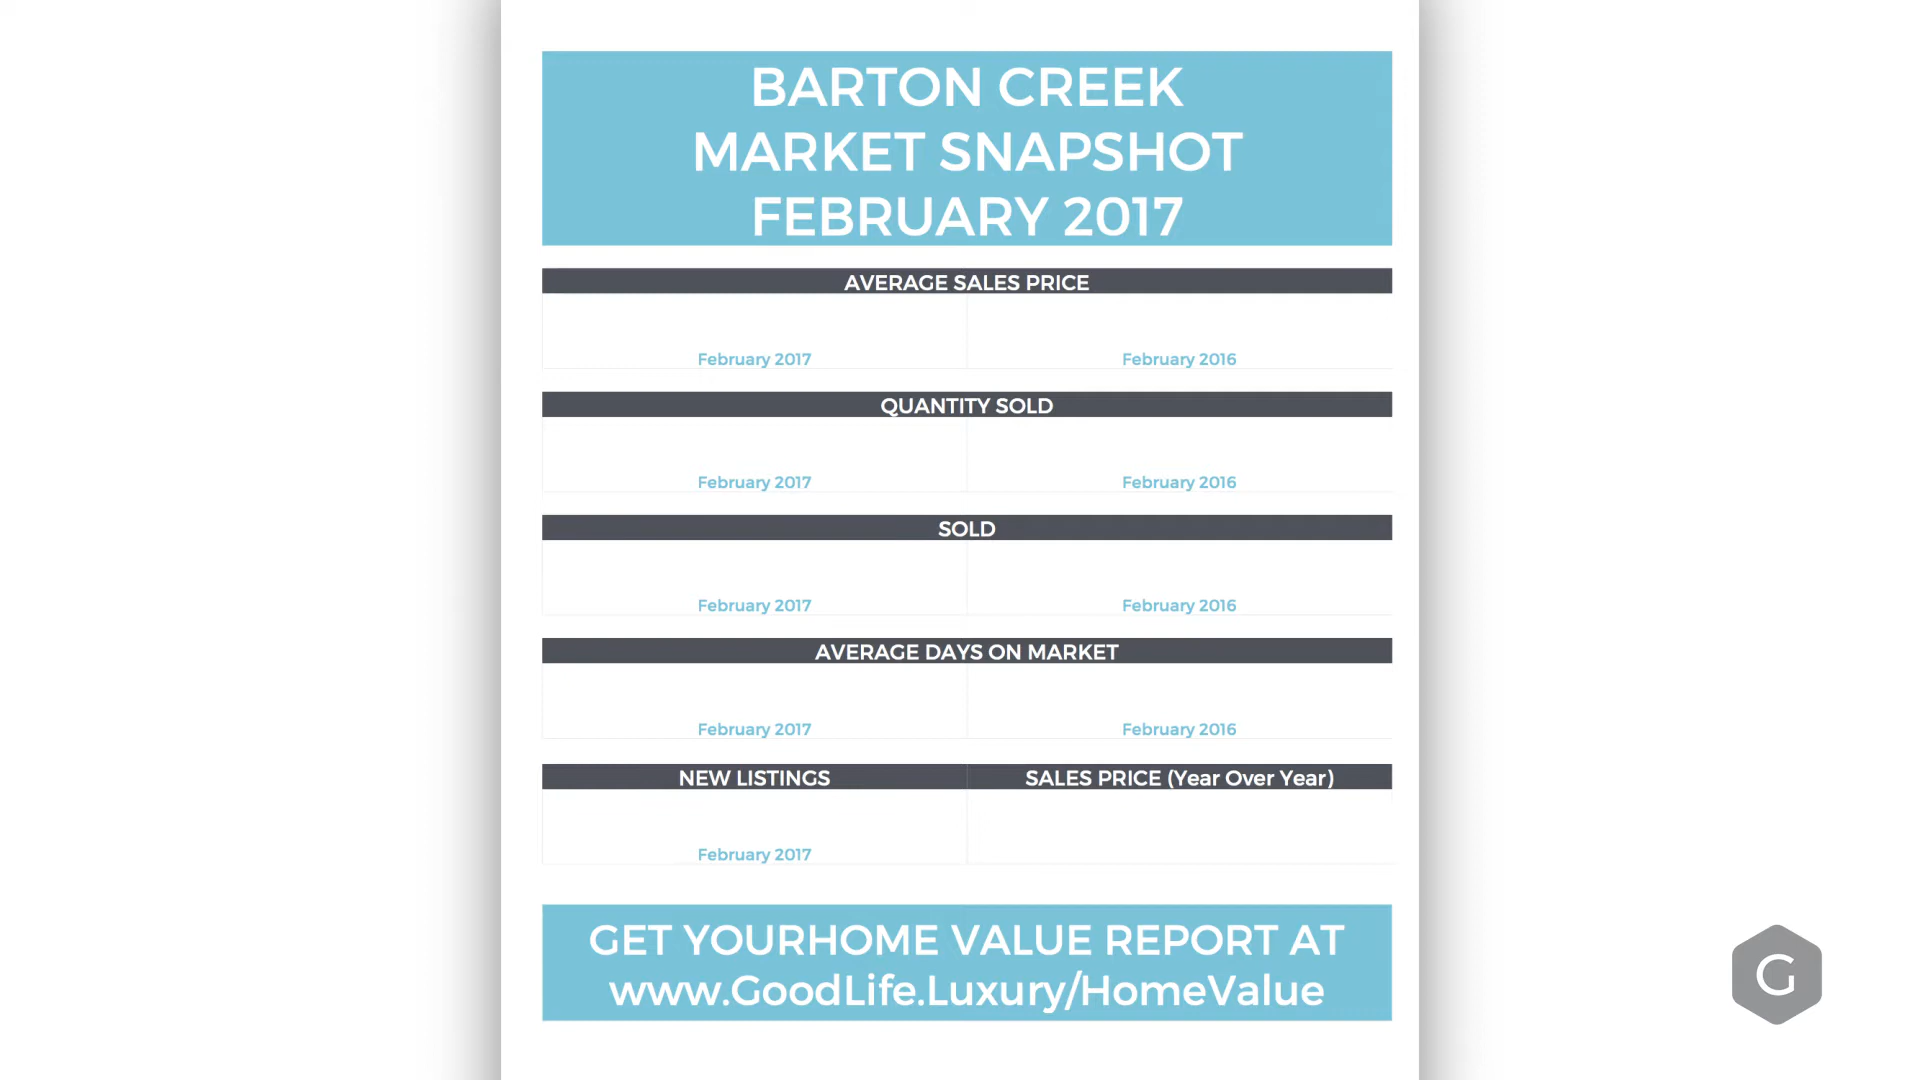 BARTON CREEK
MARKET SNAPSHOT
FEBRUARY 2017
AVERAGE SALES PRICE
February 2017 February 2016
QUANTITY SOLD
February 2017 February 2016
SOLD
February 2017 February 2016
AVERAGE DAYS ON MARKET
February 2017 February 2016
NEW LISTINGS SALES PRICE (Year Over Year)
February 2017
GET YOURHOME VALUE REPORT AT
www.GoodLife.Luxury/HomeValue
G